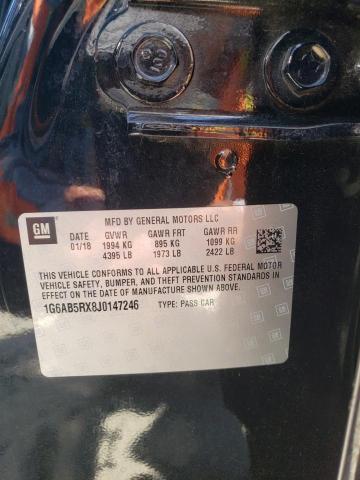 GM
MFD BY GENERAL MOTORS LLC
DATE GVWR GAWR FRT GAWR RR
01/18 1994 KG 895 KG 1099 KG
4395 LB 1973 LB 2422 LB
THIS VEHICLE CONFORMS TO ALL APPLICABLE U.S. FEDERAL MOTOR
VEHICLE SAFETY, BUMPER, AND THEFT PREVENTION STANDARDS IN
EFFECT ON THE DATE OF MANUFACTURE SHOWN ABOVE.
1G6AB5RX8J0147246 TYPE: PASS CAR